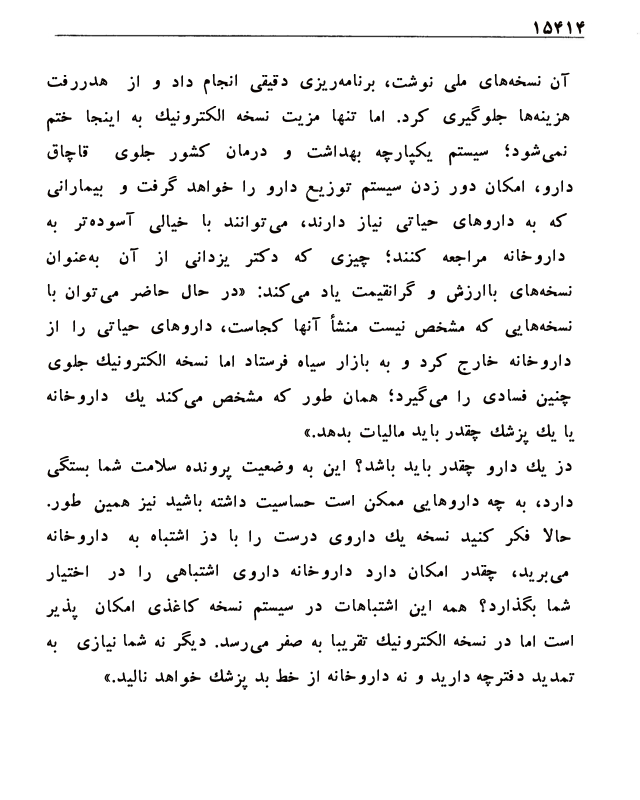 ۱۵۴۱۴
آن نسخه‌های ملی نوشت، برنامه‌ریزی دقیقی انجام داد و از هدررفت
هزینه‌ها جلوگیری کرد. اما تنها مزیت نسخه الکترونیك به اینجا ختم
نمی‌شود؛ سیستم یکپارچه بهداشت و درمان کشور جلوی قاچاق
دارو، امکان دور زدن سیستم توزیع دارو را خواهد گرفت و بیمارانی
که به داروهای حیاتی نیاز دارند، می‌توانند با خیالی آسوده‌تر به
داروخانه مراجعه کنند؛ چیزی که دکتر یزدانی از آن به‌عنوان
نسخه‌های باارزش و گرانقیمت یاد می‌کند: «در حال حاضر می‌توان با
نسخه‌هایی که مشخص نیست منشأ آنها کجاست، داروهای حیاتی را از
داروخانه خارج کرد و به بازار سیاه فرستاد اما نسخه الکترونیك جلوی
چنین فسادی را می‌گیرد؛ همان طور که مشخص می‌کند یك داروخانه
یا یك پزشك چقدر باید مالیات بدهد.»
دز یك دارو چقدر باید باشد؟ این به وضعیت پرونده سلامت شما بستگی
دارد، به چه داروهایی ممکن است حساسیت داشته باشید نیز همین طور.
حالا فکر کنید نسخه یك داروی درست را با دز اشتباه به داروخانه
می‌برید، چقدر امکان دارد داروخانه داروی اشتباهی را در اختیار
شما بگذارد؟ همه این اشتباهات در سیستم نسخه کاغذی امکان پذیر
است اما در نسخه الکترونیك تقریبا به صفر می‌رسد. دیگر نه شما نیازی به
تمدید دفترچه دارید و نه داروخانه از خط بد پزشك خواهد نالید.»